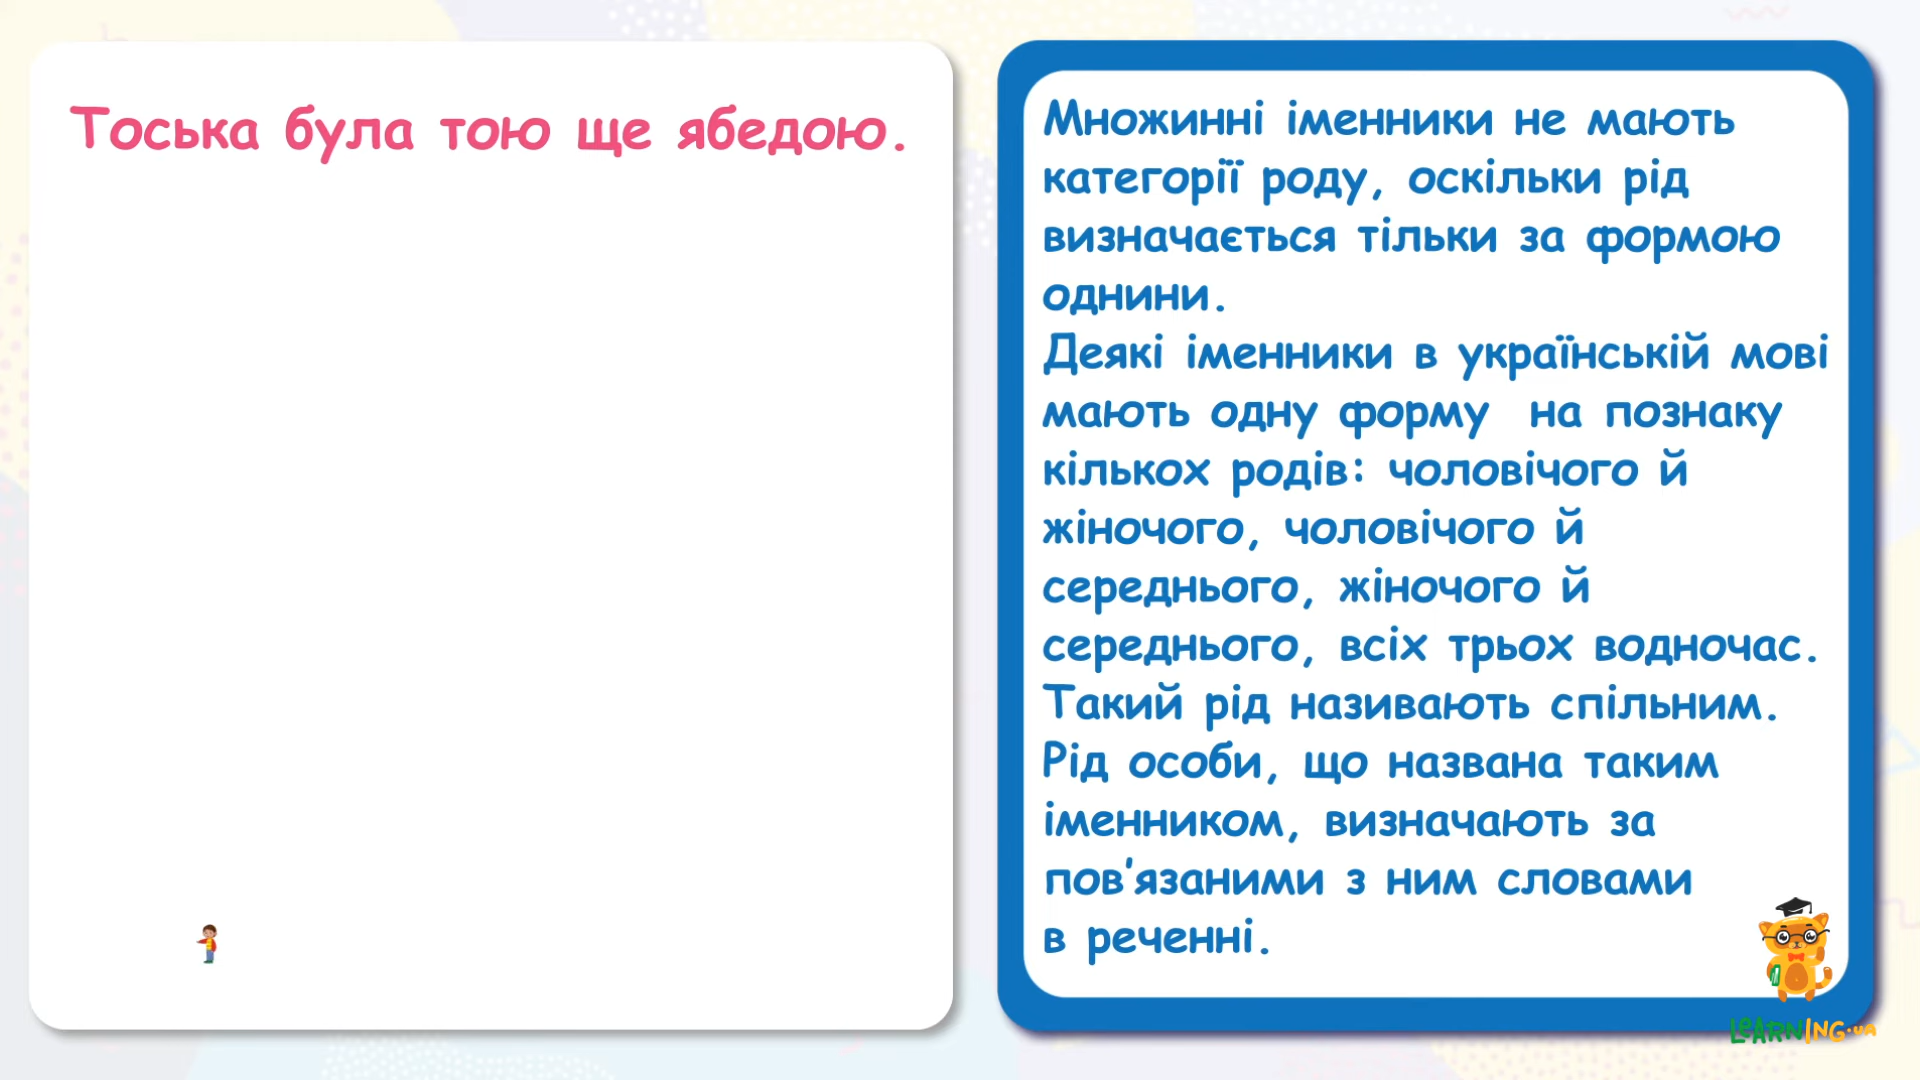 Тоська була тою ще ябедою.
Множинні іменники не мають
категорії роду, оскільки рід
визначається тільки за формою
однини.
Деякі іменники в українській мові
мають одну форму на познаку
кількох родів: чоловічого й
жіночого, чоловічого й
середнього, жіночого й
середнього, всіх трьох водночас.
Такий рід називають спільним.
Рід особи, що названа таким
іменником, визначають за
пов'язаними з ним словами
в реченні.
LEARNING.UA